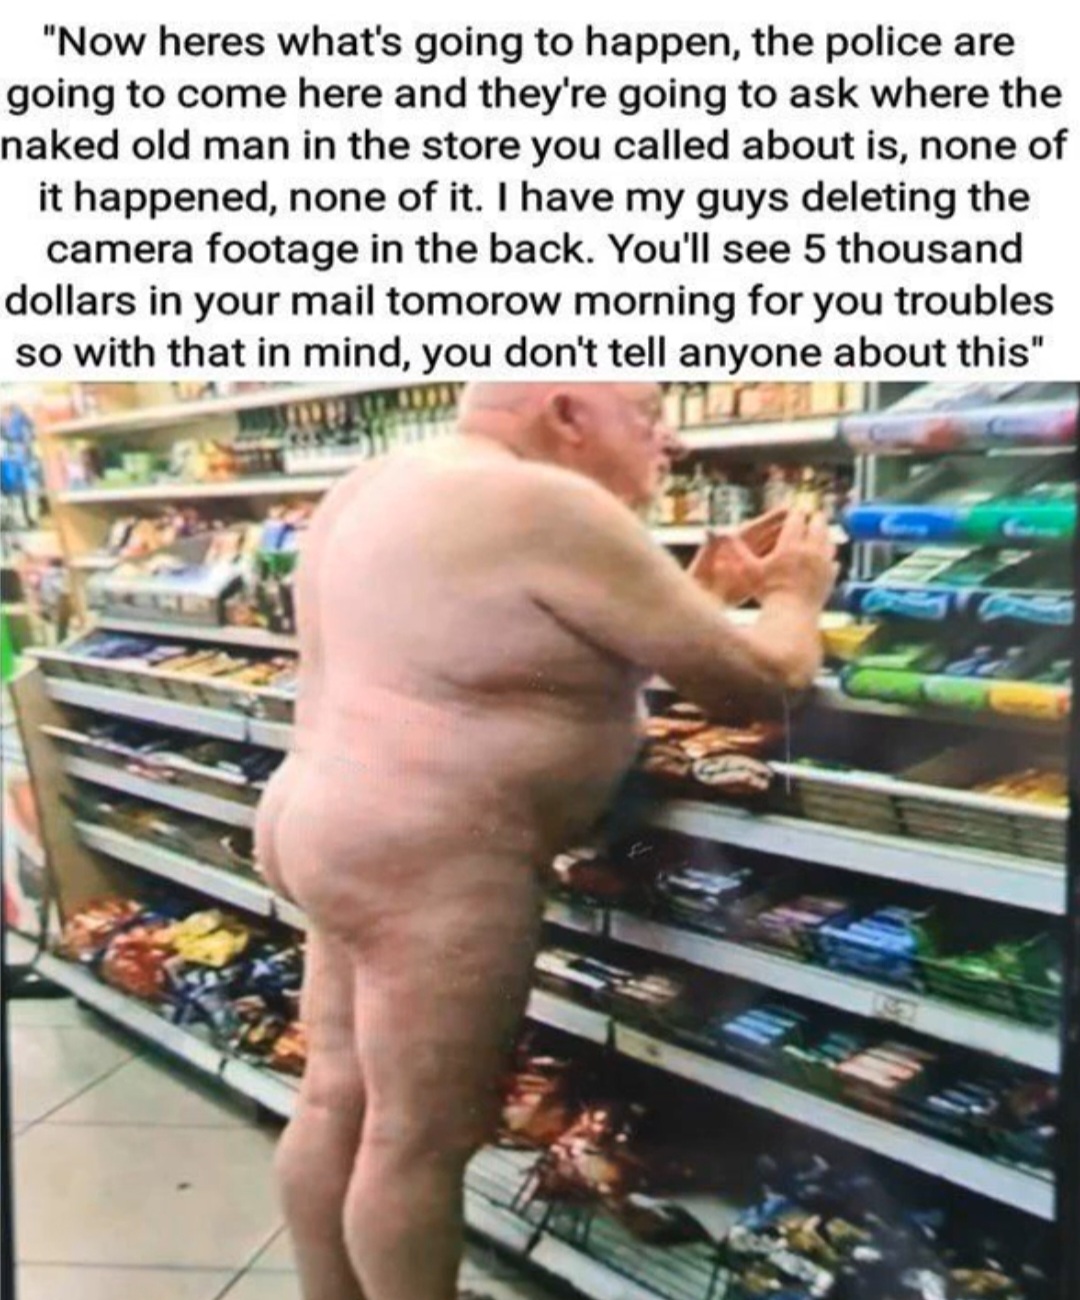 "Now heres what's going to happen, the police are
going to come here and they're going to ask where the
naked old man in the store you called about is, none of
it happened, none of it. I have my guys deleting the
camera footage in the back. You'll see 5 thousand
dollars in your mail tomorow morning for you troubles
so with that in mind, you don't tell anyone about this"